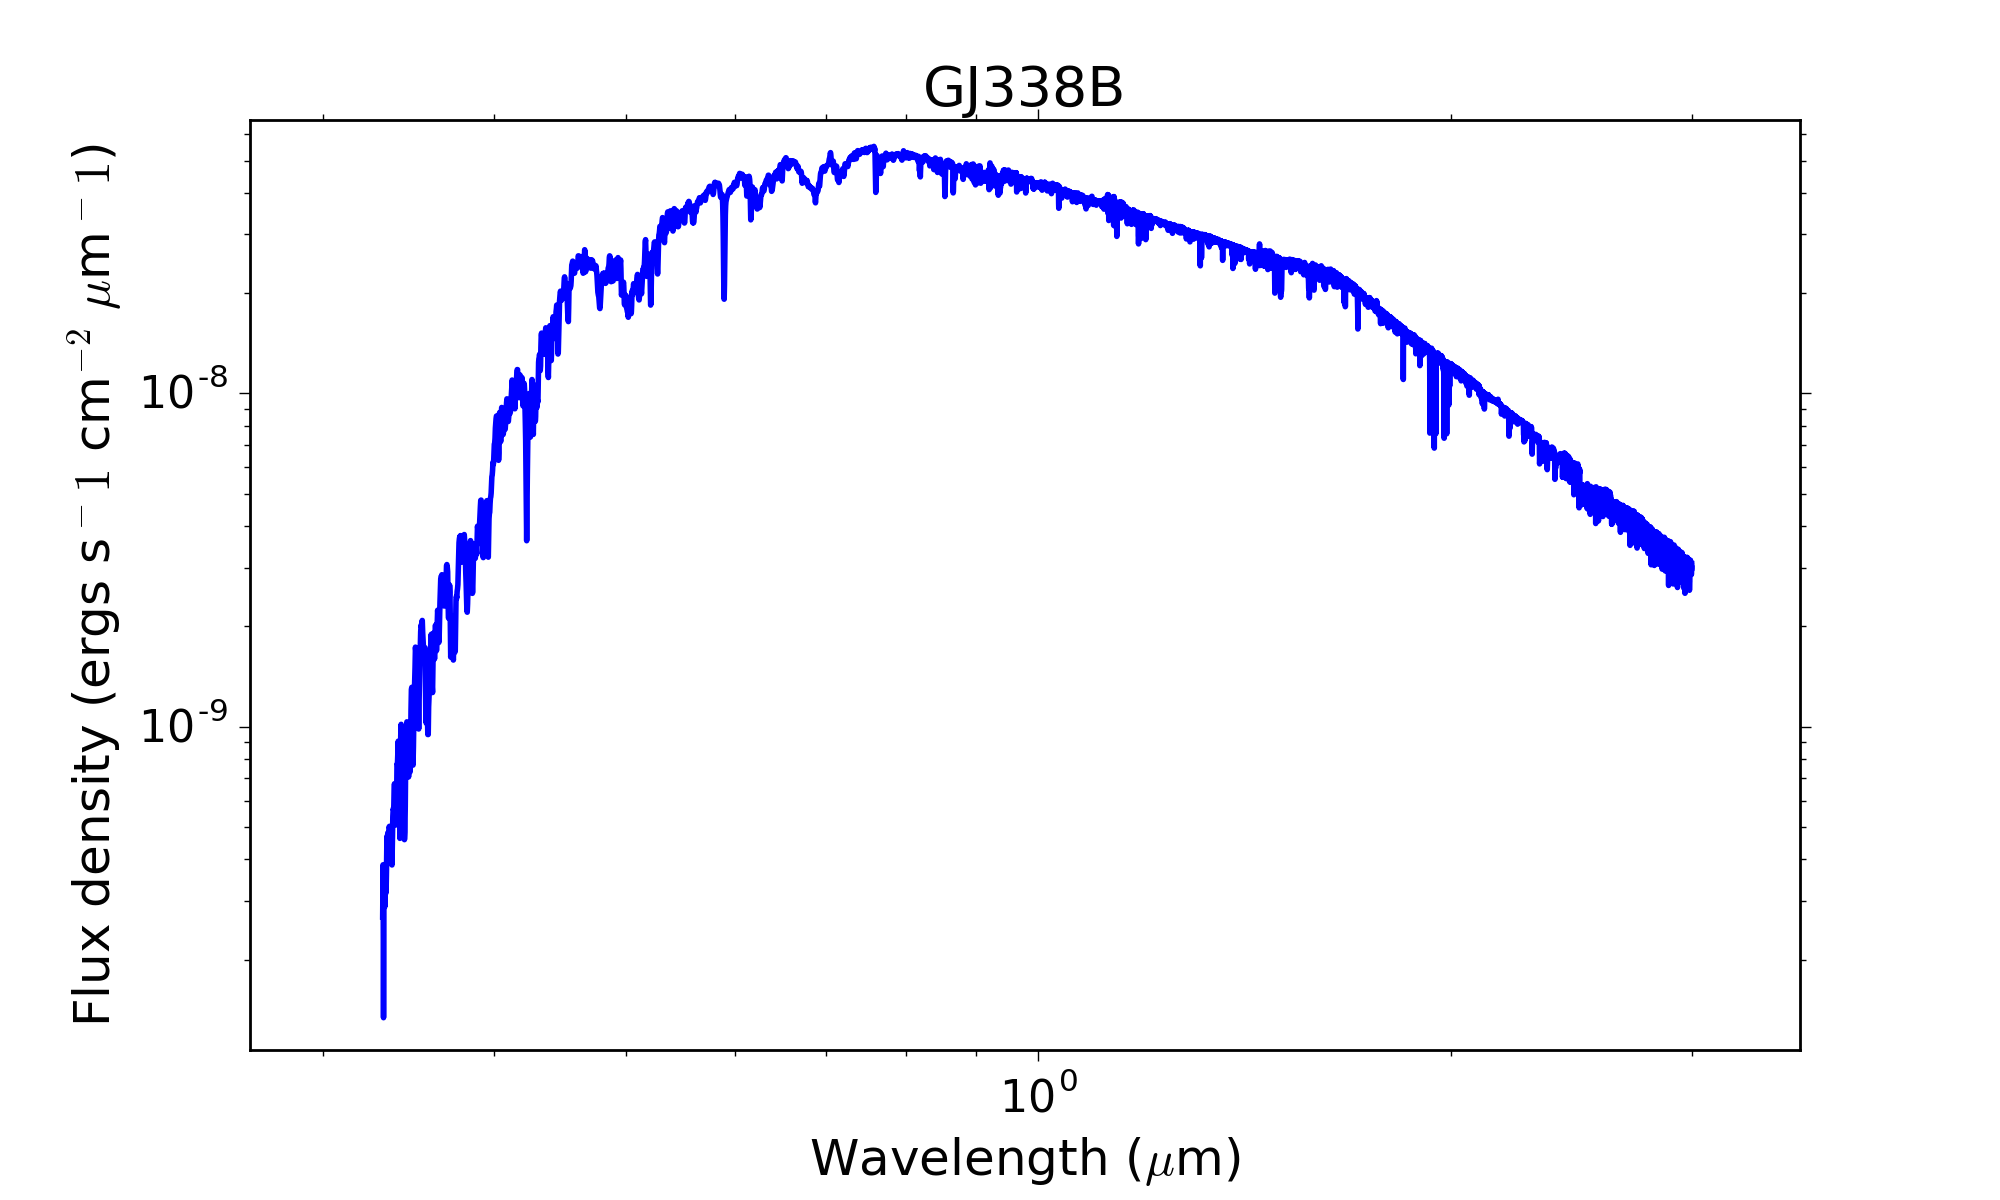 GJ338B
Flux density (ergs s − 1 cm⁻² μm − 1)
10⁻⁸
10⁻⁹
10⁰
Wavelength (μm)